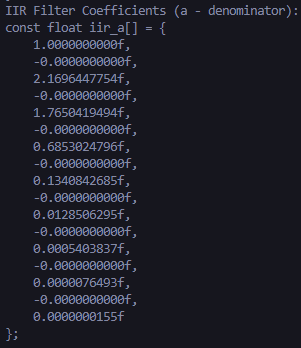 IIR Filter Coefficients (a - denominator):
const float iir_a[] = {
    1.0000000000f,
    -0.0000000000f,
    2.1696447754f,
    -0.0000000000f,
    1.7650419494f,
    -0.0000000000f,
    0.6853024796f,
    -0.0000000000f,
    0.1340842685f,
    -0.0000000000f,
    0.0128506295f,
    -0.0000000000f,
    0.0005403837f,
    -0.0000000000f,
    0.0000076493f,
    -0.0000000000f,
    0.0000000155f
};